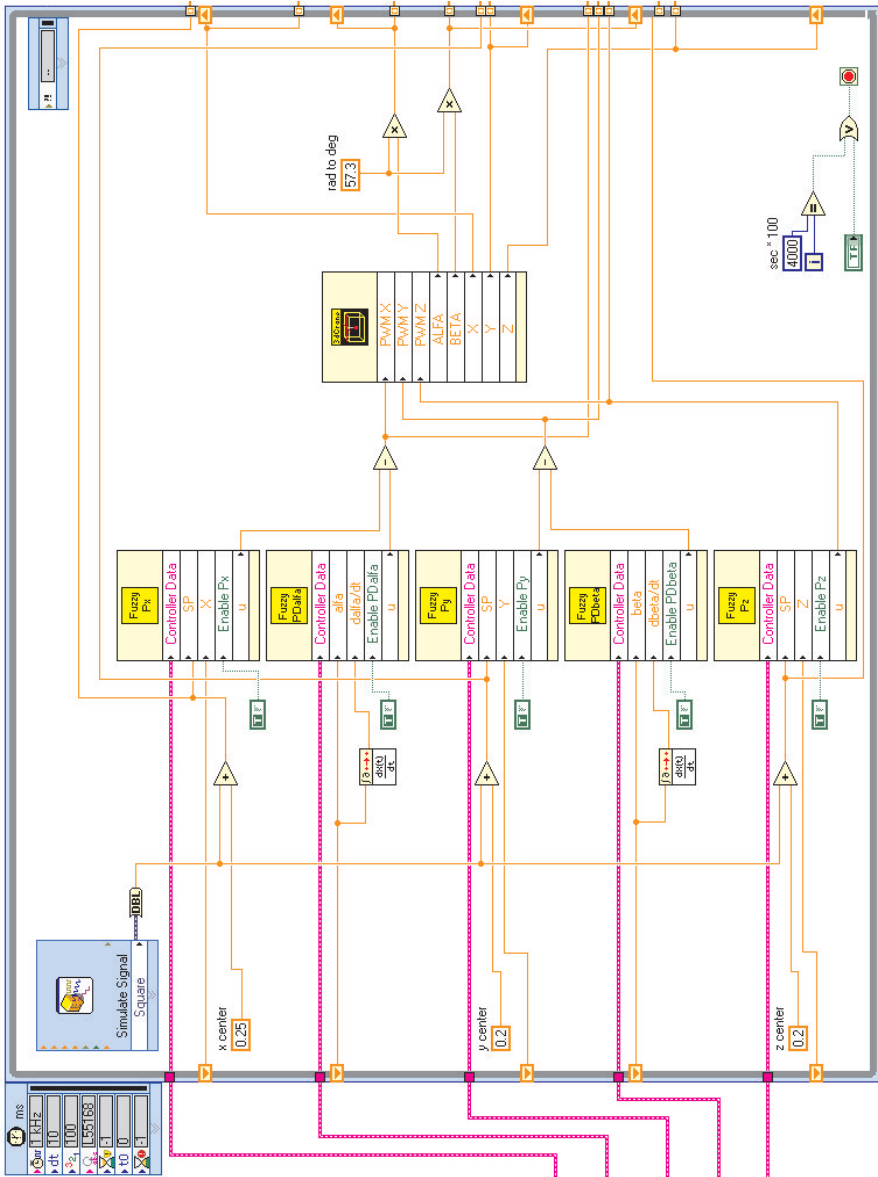 ms
1 kHz
dt 10
100
L55168
-1
t0 0
-1
Simulate Signal
Square
DBL
x center
0.25
y center
0.2
z center
0.2
Fuzzy
Px
Controller Data
SP
X
Enable Px
u
Fuzzy
PDalfa
Controller Data
alfa
dalfa/dt
Enable PDalfa
u
Fuzzy
Py
Controller Data
SP
Y
Enable Py
u
Fuzzy
PDbeta
Controller Data
beta
dbeta/dt
Enable PDbeta
u
Fuzzy
Pz
Controller Data
SP
Z
Enable Pz
u
dx(t)
dt
dx(t)
dt
+
+
+
T F
T F
T F
T F
T F
-
-
3dCrane
PWM X
PWM Y
PWM Z
ALFA
BETA
X
Y
Z
rad to deg
57.3
x
x
sec * 100
4000
i
=
V
TF
?!
--